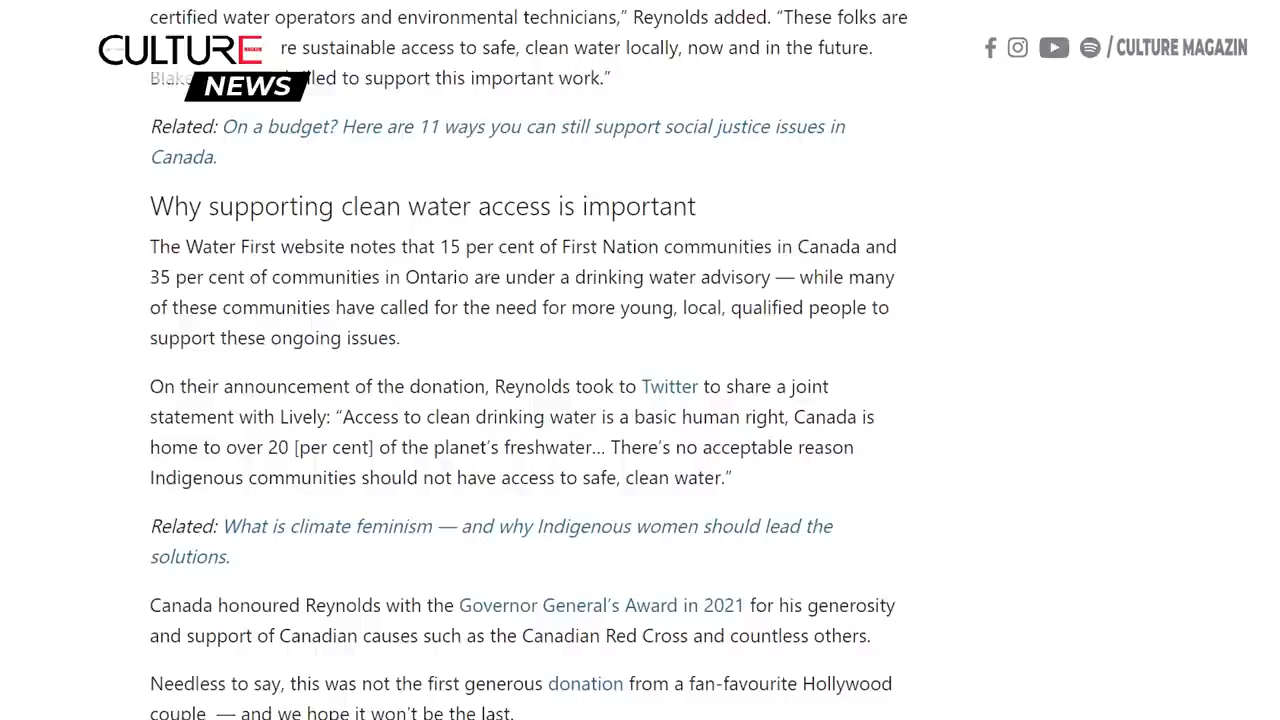 certified water operators and environmental technicians,” Reynolds added. “These folks are
CULTURE
re sustainable access to safe, clean water locally, now and in the future.
/ CULTURE MAGAZIN
NEWS
to support this important work.”
Related: On a budget? Here are 11 ways you can still support social justice issues in
Canada.
Why supporting clean water access is important
The Water First website notes that 15 per cent of First Nation communities in Canada and
35 per cent of communities in Ontario are under a drinking water advisory — while many
of these communities have called for the need for more young, local, qualified people to
support these ongoing issues.
On their announcement of the donation, Reynolds took to Twitter to share a joint
statement with Lively: “Access to clean drinking water is a basic human right, Canada is
home to over 20 [per cent] of the planet’s freshwater… There’s no acceptable reason
Indigenous communities should not have access to safe, clean water.”
Related: What is climate feminism — and why Indigenous women should lead the
solutions.
Canada honoured Reynolds with the Governor General’s Award in 2021 for his generosity
and support of Canadian causes such as the Canadian Red Cross and countless others.
Needless to say, this was not the first generous donation from a fan-favourite Hollywood
couple — and we hope it won’t be the last.